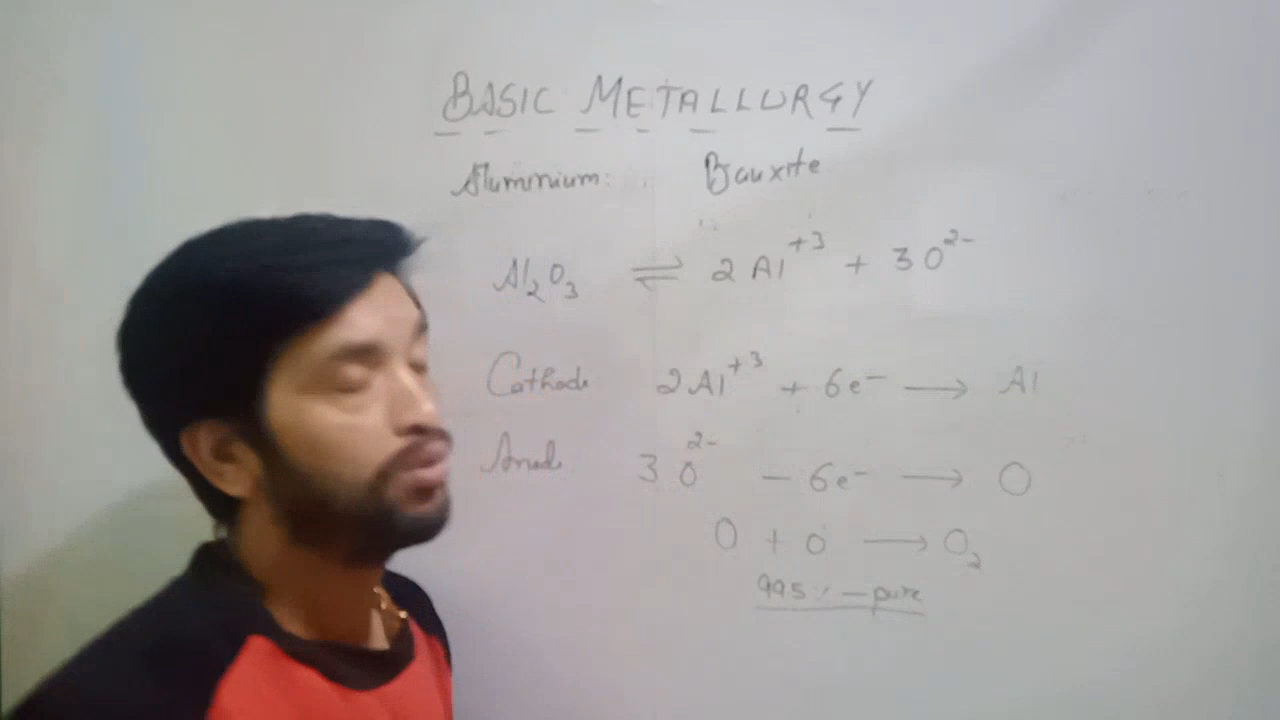 BASIC METALLURGY
Aluminium: Bauxite
Al₂O₃ ⇌ 2Al⁺³ + 3O²⁻
Cathode 2Al⁺³ + 6e⁻ → Al
Anode 3O²⁻ − 6e⁻ → O
O + O → O₂
99.5% − pure